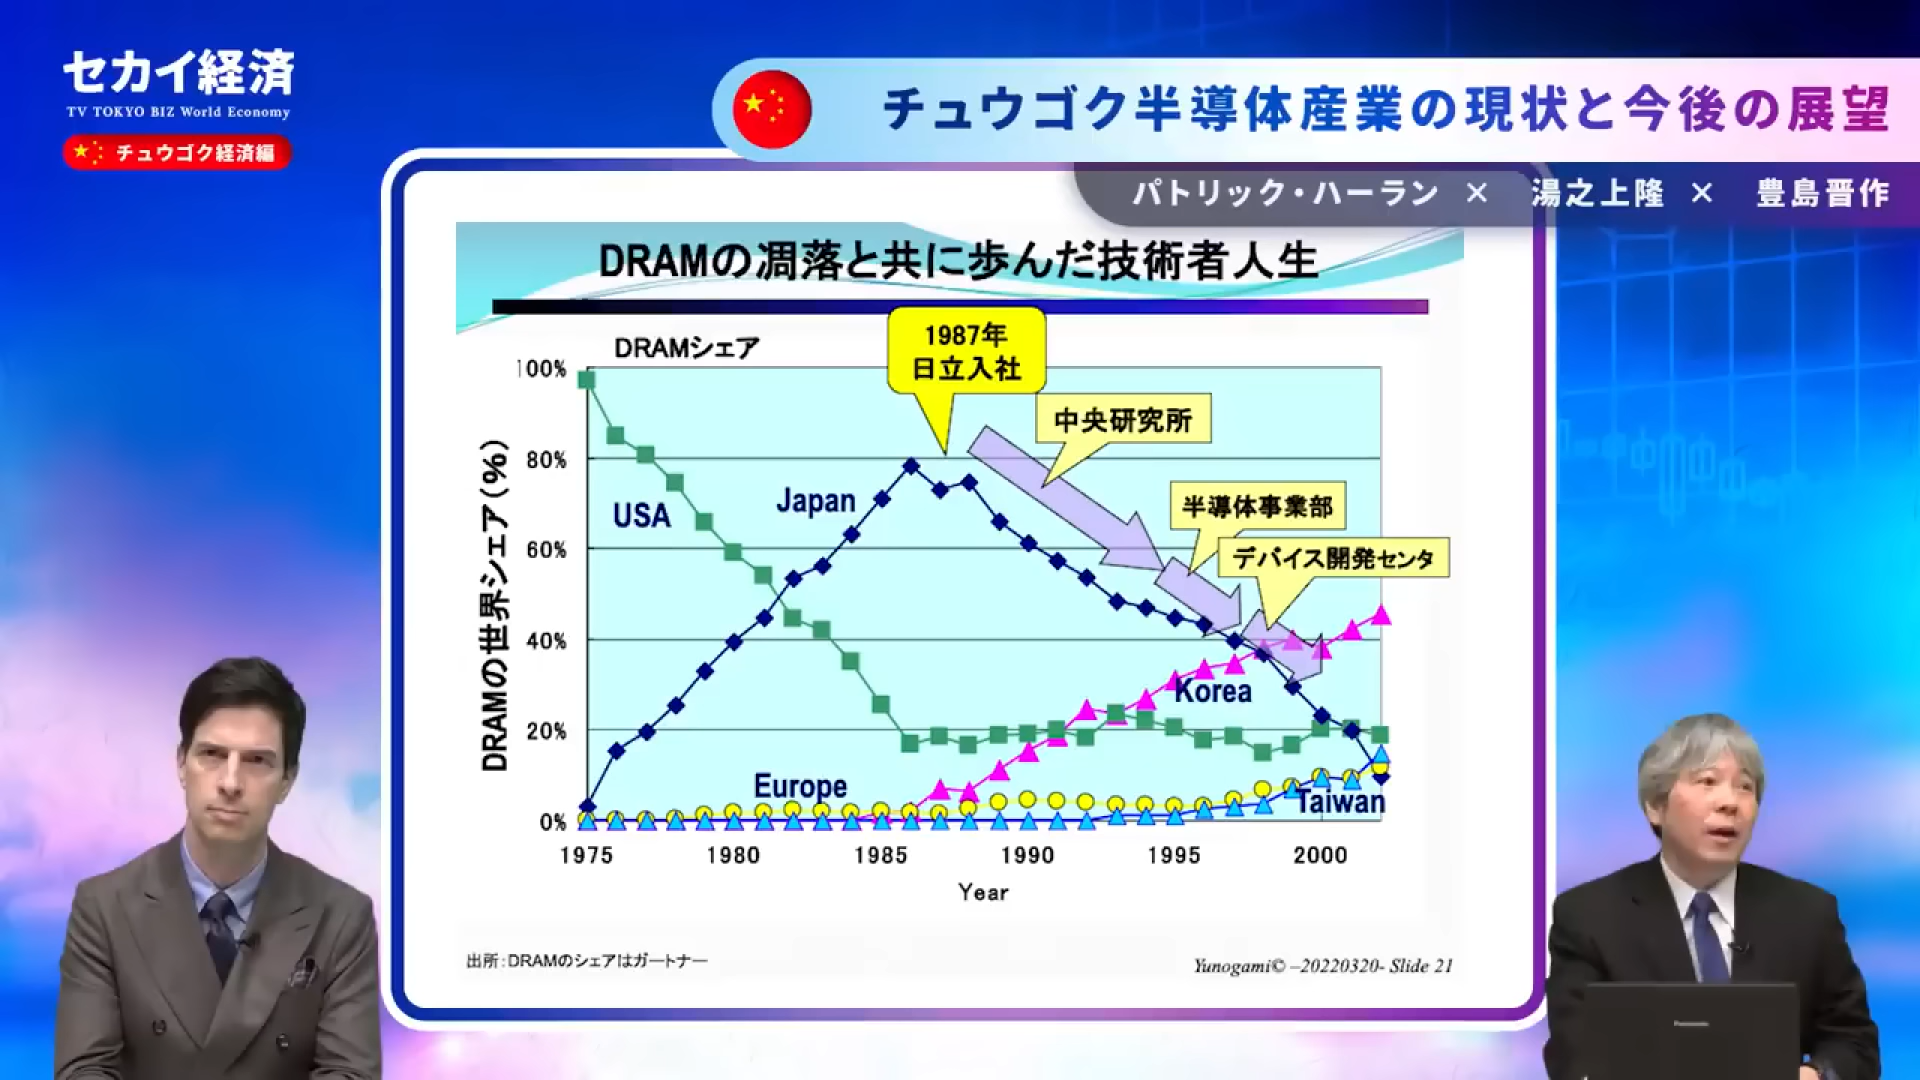 セカイ経済
TV TOKYO BIZ World Economy
チュウゴク経済編
チュウゴク半導体産業の現状と今後の展望
パトリック・ハーラン × 湯之上隆 × 豊島晋作
DRAMの凋落と共に歩んだ技術者人生
DRAMシェア
1987年
日立入社
中央研究所
半導体事業部
デバイス開発センタ
DRAMの世界シェア(%)
100%
80%
60%
40%
20%
0%
USA
Japan
Korea
Europe
Taiwan
1975 1980 1985 1990 1995 2000
Year
出所:DRAMのシェアはガートナー
Yunogami© –20220320- Slide 21
Panasonic